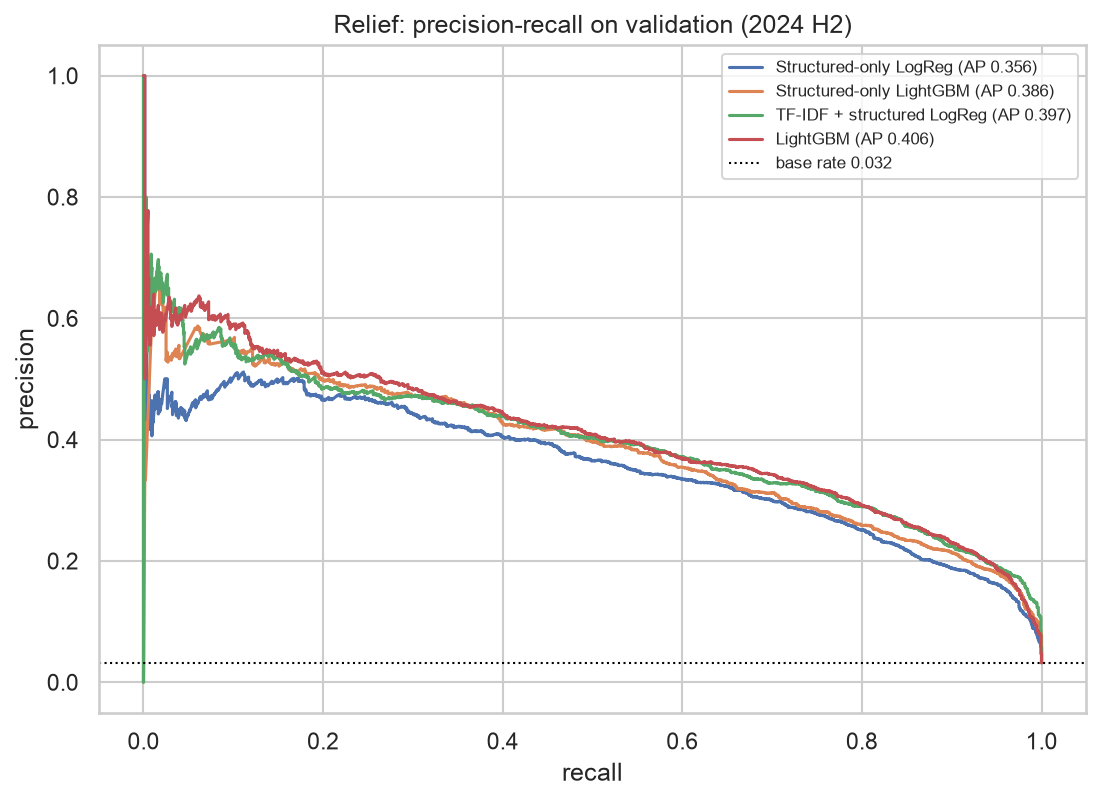 Relief: precision-recall on validation (2024 H2)
Structured-only LogReg (AP 0.356)
Structured-only LightGBM (AP 0.386)
TF-IDF + structured LogReg (AP 0.397)
LightGBM (AP 0.406)
base rate 0.032
precision
1.0
0.8
0.6
0.4
0.2
0.0
0.0 0.2 0.4 0.6 0.8 1.0
recall